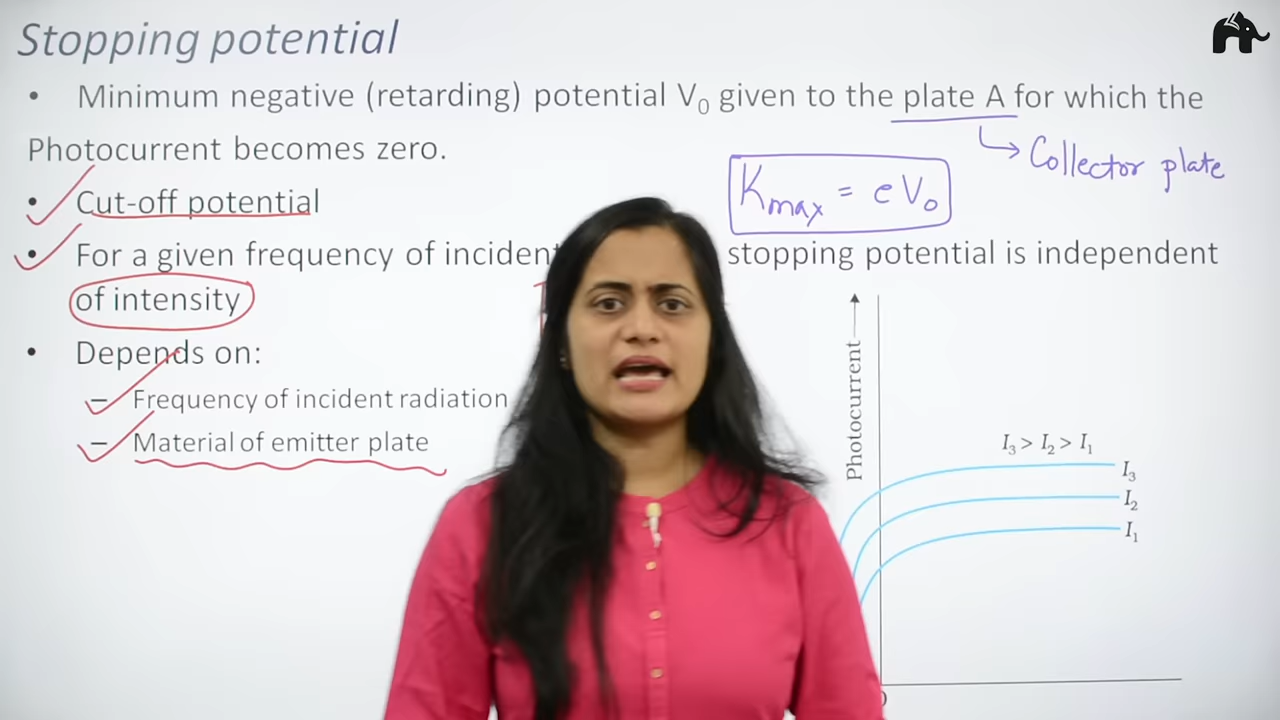 Stopping potential
• Minimum negative (retarding) potential V₀ given to the plate A for which the
Photocurrent becomes zero.
Collector plate
Kmax = eV₀
• Cut-off potential
• For a given frequency of incident stopping potential is independent
of intensity
• Depends on:
– Frequency of incident radiation
– Material of emitter plate
Photocurrent
I₃ > I₂ > I₁
I₃
I₂
I₁